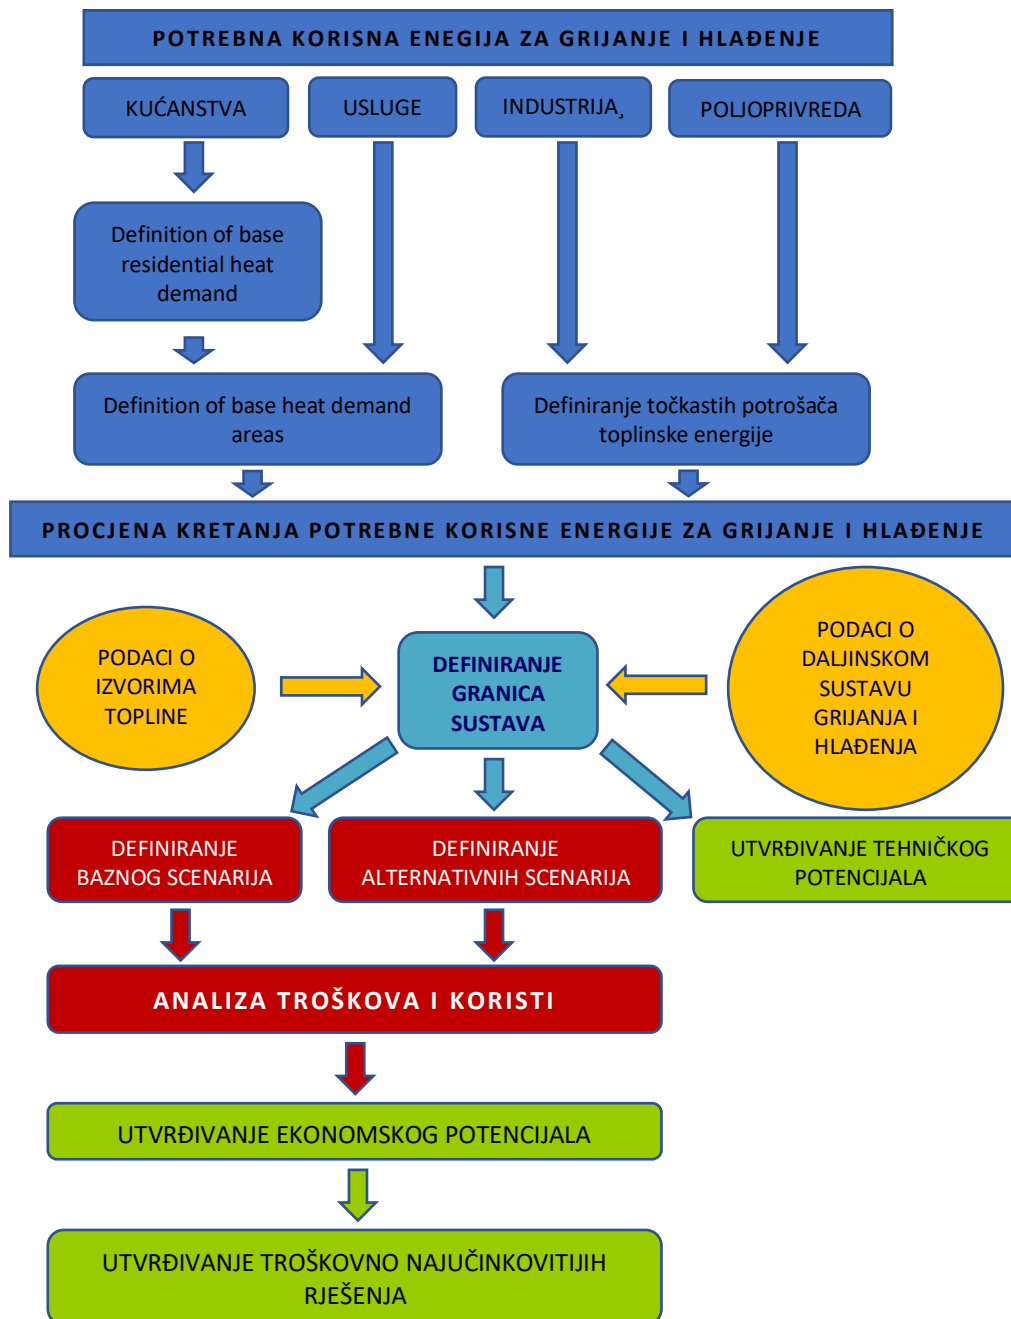 POTREBNA KORISNA ENEGIJA ZA GRIJANJE I HLAĐENJE
KUĆANSTVA
USLUGE
INDUSTRIJA¸
POLJOPRIVREDA
Definition of base
residential heat
demand
Definition of base heat demand
areas
Definiranje točkastih potrošača
toplinske energije
PROCJENA KRETANJA POTREBNE KORISNE ENERGIJE ZA GRIJANJE I HLAĐENJE
PODACI O
IZVORIMA
TOPLINE
DEFINIRANJE
GRANICA
SUSTAVA
PODACI O
DALJINSKOM
SUSTAVU
GRIJANJA I
HLAĐENJA
DEFINIRANJE
BAZNOG SCENARIJA
DEFINIRANJE
ALTERNATIVNIH SCENARIJA
UTVRĐIVANJE TEHNIČKOG
POTENCIJALA
ANALIZA TROŠKOVA I KORISTI
UTVRĐIVANJE EKONOMSKOG POTENCIJALA
UTVRĐIVANJE TROŠKOVNO NAJUČINKOVITIJIH
RJEŠENJA